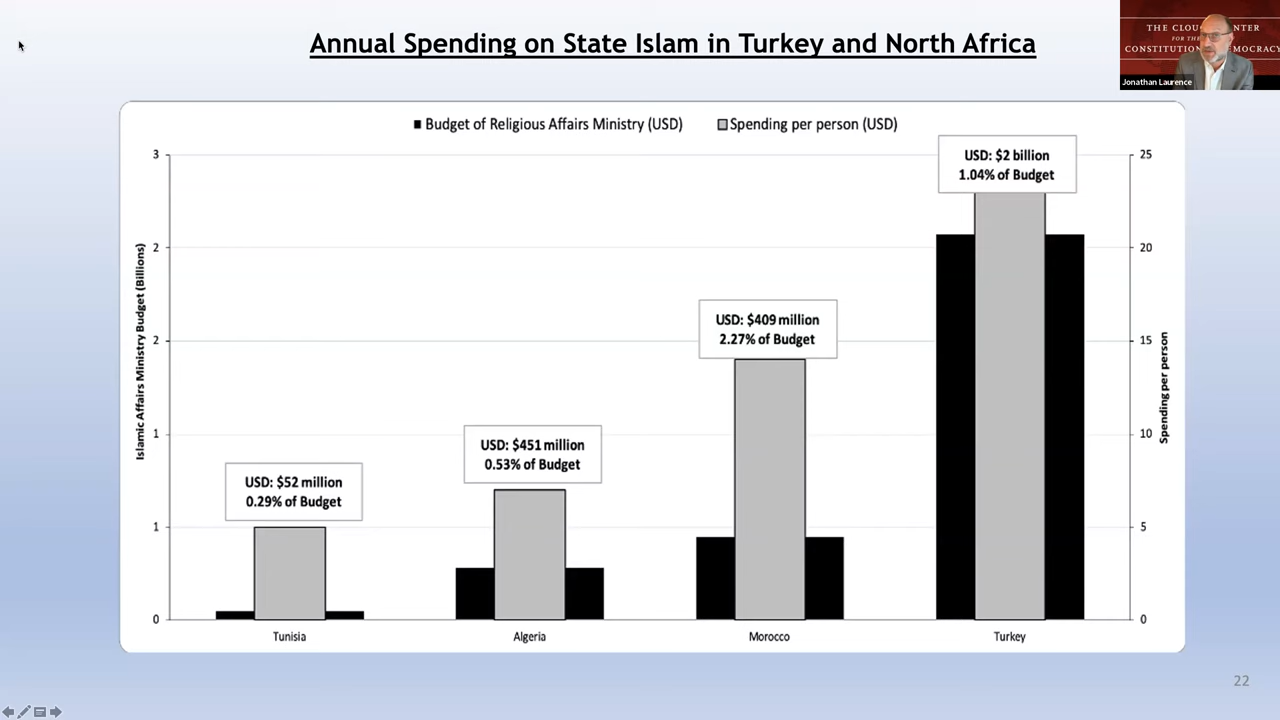 Annual Spending on State Islam in Turkey and North Africa
THE CLOU ENTER
FOR THE
CONSTITUTION MOCRACY
Jonathan Laurence
Budget of Religious Affairs Ministry (USD)
Spending per person (USD)
USD: $2 billion
1.04% of Budget
USD: $409 million
2.27% of Budget
USD: $451 million
0.53% of Budget
USD: $52 million
0.29% of Budget
Islamic Affairs Ministry Budget (Billions)
3
2
2
1
1
0
25
20
15
10
5
0
Spending per person
Tunisia
Algeria
Morocco
Turkey
22